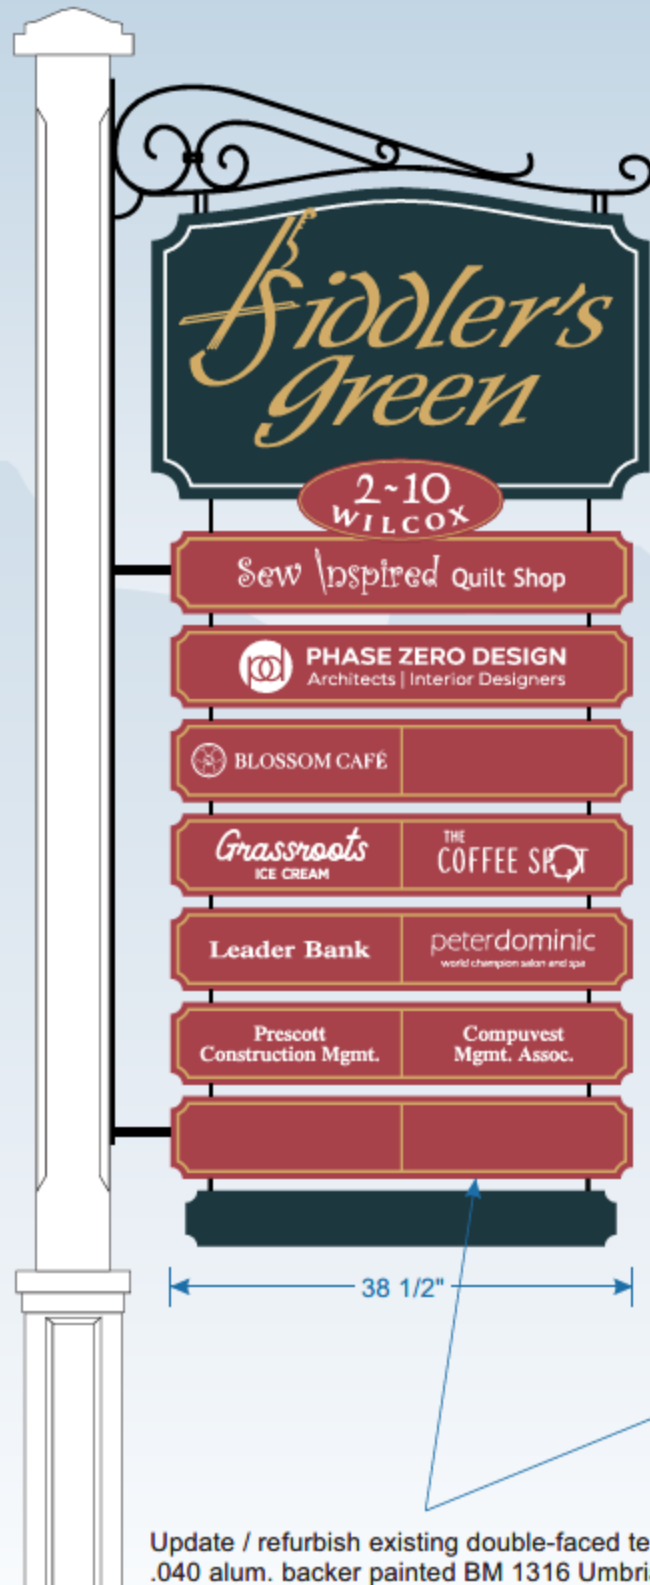 Fiddler's
green
2~10
WILCOX
Sew Inspired Quilt Shop
pd PHASE ZERO DESIGN
Architects | Interior Designers
BLOSSOM CAFÉ
Grassroots
ICE CREAM
THE
COFFEE SPOT
Leader Bank
peterdominic
world champion salon and spa
Prescott
Construction Mgmt.
Compuvest
Mgmt. Assoc.
38 1/2"
Update / refurbish existing double-faced
.040 alum. backer painted BM 1316